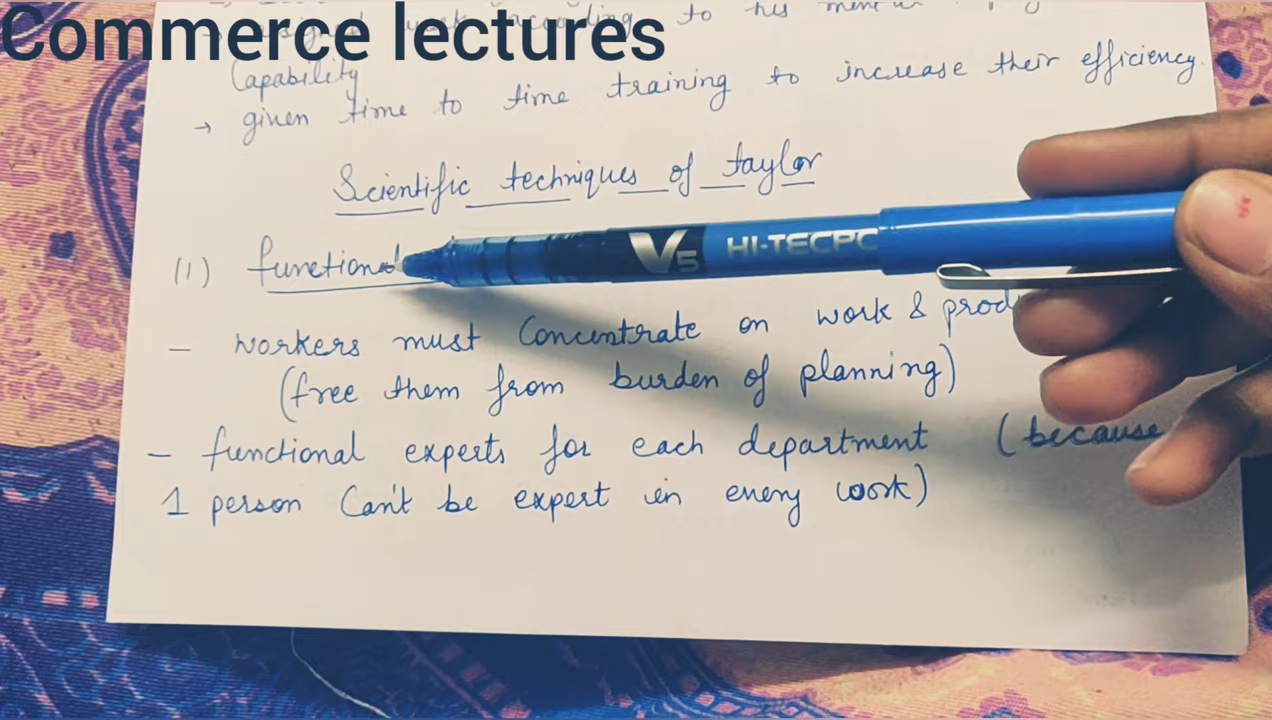 Commerce lectures
to his
Capability
→ given time to time training to increase their efficiency.
Scientific techniques of taylor
(1) functional
V5 HI-TECPC
— workers must Concentrate on work & prod
(free them from burden of planning)
— functional experts for each department (because
1 person Can't be expert in every work)